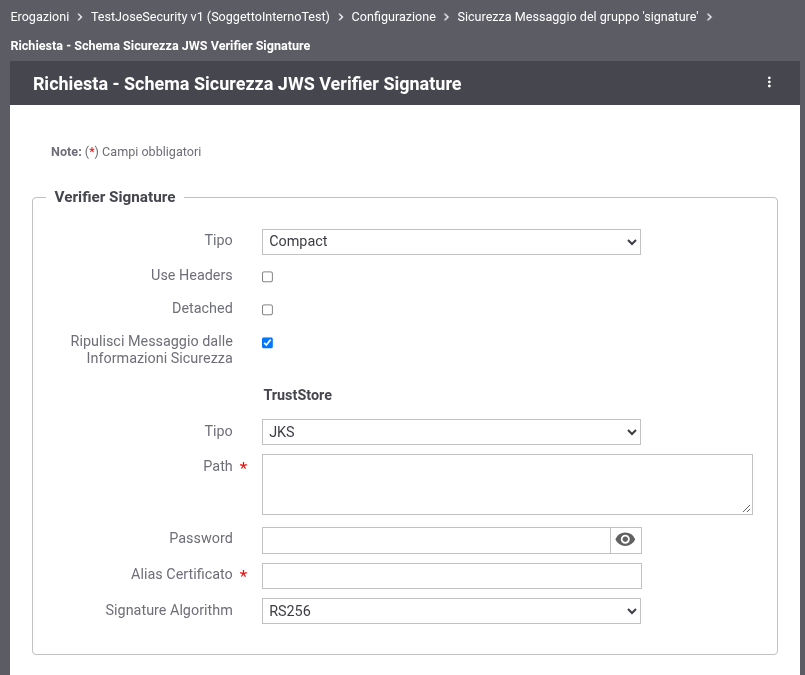 Erogazioni > TestJoseSecurity v1 (SoggettoInternoTest) > Configurazione > Sicurezza Messaggio del gruppo 'signature' >
Richiesta - Schema Sicurezza JWS Verifier Signature
Richiesta - Schema Sicurezza JWS Verifier Signature
Note: (*) Campi obbligatori
Verifier Signature
Tipo Compact
Use Headers
Detached
Ripulisci Messaggio dalle
Informazioni Sicurezza
TrustStore
Tipo JKS
Path *
Password
Alias Certificato *
Signature Algorithm RS256